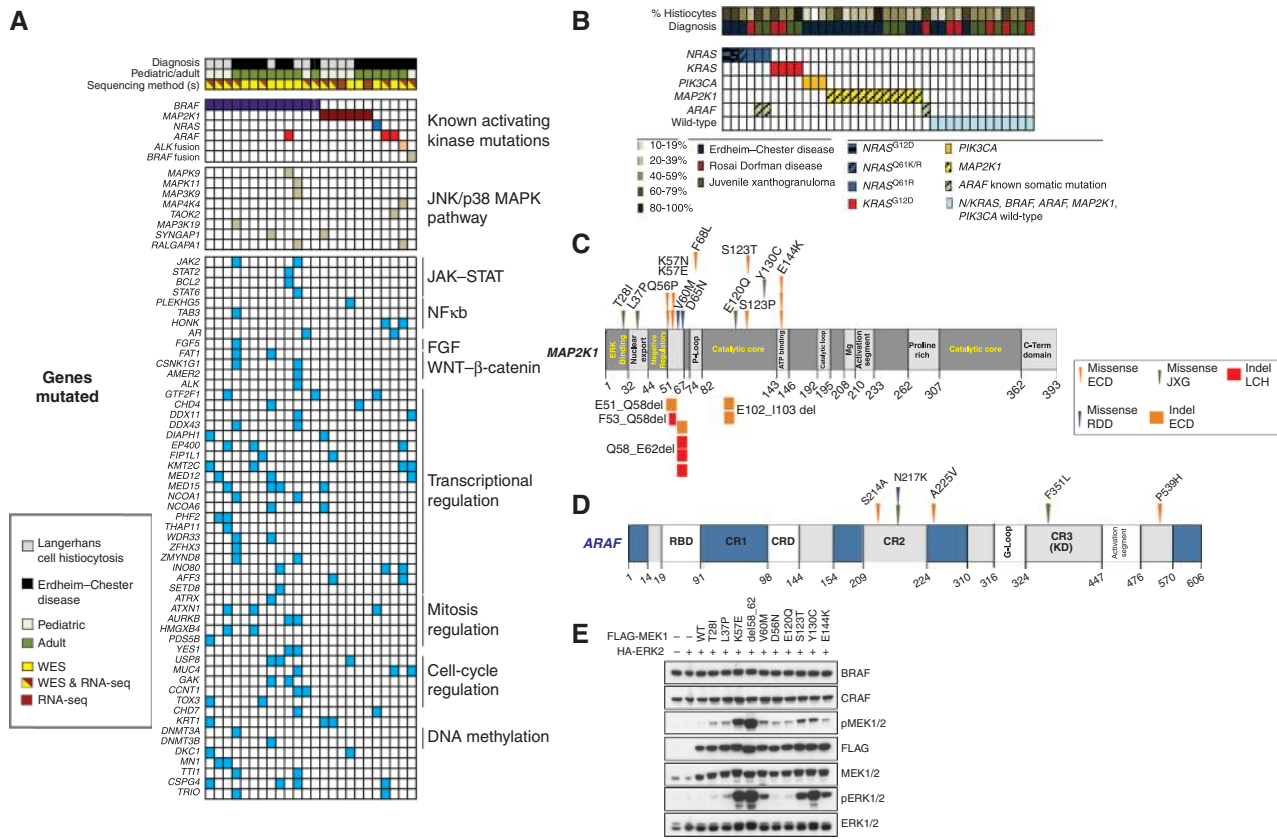 A
Diagnosis
Pediatric/adult
Sequencing method (s)
BRAF
MAP2K1
NRAS
ARAF
ALK fusion
BRAF fusion
Known activating
kinase mutations
MAPK9
MAPK11
MAP3K9
MAP4K4
TAOK2
MAP3K19
SYNGAP1
RALGAPA1
JNK/p38 MAPK
pathway
JAK2
STAT2
BCL2
STAT6
JAK–STAT
PLEKHG5
TAB3
HONK
NFκb
AR
FGF5
FGF
FAT1
CSNK1G1
AMER2
ALK
WNT–β-catenin
Genes
mutated
GTF2F1
CHD4
DDX11
DDX43
DIAPH1
EP400
FIP1L1
KMT2C
MED12
MED15
NCOA1
NCOA6
PHF2
THAP11
WDR33
ZFHX3
ZMYND8
INO80
AFF3
SETD8
Transcriptional
regulation
ATRX
ATXN1
AURKB
HMGXB4
PDS5B
Mitosis
regulation
YES1
USP8
MUC4
GAK
CCNT1
TOX3
CHD7
KRT1
Cell-cycle
regulation
DNMT3A
DNMT3B
DNA methylation
DKC1
MN1
TTI1
CSPG4
TRIO
Langerhans
cell histiocytosis
Erdheim–Chester
disease
Pediatric
Adult
WES
WES & RNA-seq
RNA-seq
B
% Histiocytes
Diagnosis
NRAS
KRAS
PIK3CA
MAP2K1
ARAF
Wild-type
10-19%
20-39%
40-59%
60-79%
80-100%
Erdheim–Chester disease
Rosai Dorfman disease
Juvenile xanthogranuloma
NRAS G12D
NRAS Q61K/R
NRAS Q61R
KRAS G12D
PIK3CA
MAP2K1
ARAF known somatic mutation
N/KRAS, BRAF, ARAF, MAP2K1,
PIK3CA wild-type
C
T28I
L37P
Q56P
K57N
K57E
V60M
D65N
F68L
E120Q
S123T
S123P
Y130C
E144K
MAP2K1
ERK
Binding
Nuclear
export
Negative
Regulatory
P-Loop
Catalytic core
ATP binding
Catalytic loop
Mg
Activation
segment
Proline
rich
Catalytic core
C-Term
domain
1 32 44 51 67 74 82 143 146 192 195 208 210 233 262 307 362 393
E51_Q58del
F53_Q58del
Q58_E62del
E102_I103 del
Missense
ECD
Missense
JXG
Indel
LCH
Missense
RDD
Indel
ECD
D
S214A
N217K
A225V
F351L
P539H
ARAF
RBD
CR1
CRD
CR2
G-Loop
CR3
(KD)
Activation
segment
1 14 19 91 98 144 154 209 224 310 316 324 447 476 570 606
E
FLAG-MEK1 – – WT T28I L37P K57E del58_62 V60M D56N E120Q S123T Y130C E144K
HA-ERK2 – + + + + + + + + + + + +
BRAF
CRAF
pMEK1/2
FLAG
MEK1/2
pERK1/2
ERK1/2